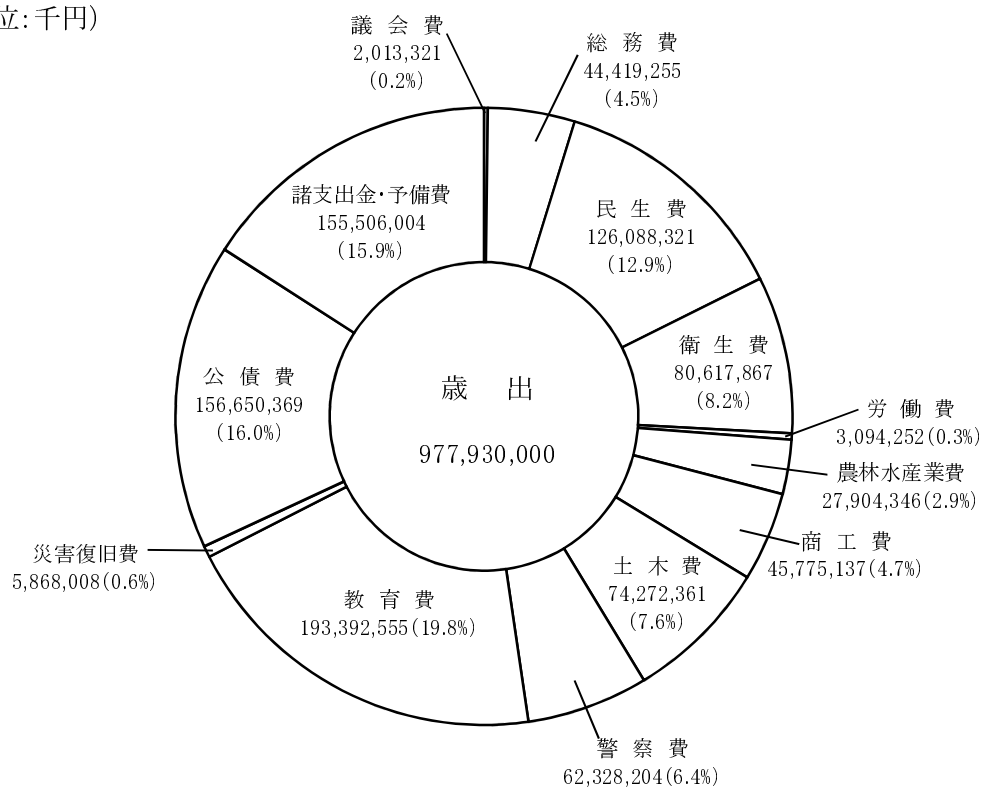 立:千円)
議会費
2,013,321
(0.2%)
総務費
44,419,255
(4.5%)
民生費
126,088,321
(12.9%)
衛生費
80,617,867
(8.2%)
労働費
3,094,252(0.3%)
農林水産業費
27,904,346(2.9%)
商工費
45,775,137(4.7%)
土木費
74,272,361
(7.6%)
警察費
62,328,204(6.4%)
教育費
193,392,555(19.8%)
災害復旧費
5,868,008(0.6%)
公債費
156,650,369
(16.0%)
諸支出金・予備費
155,506,004
(15.9%)
歳出
977,930,000